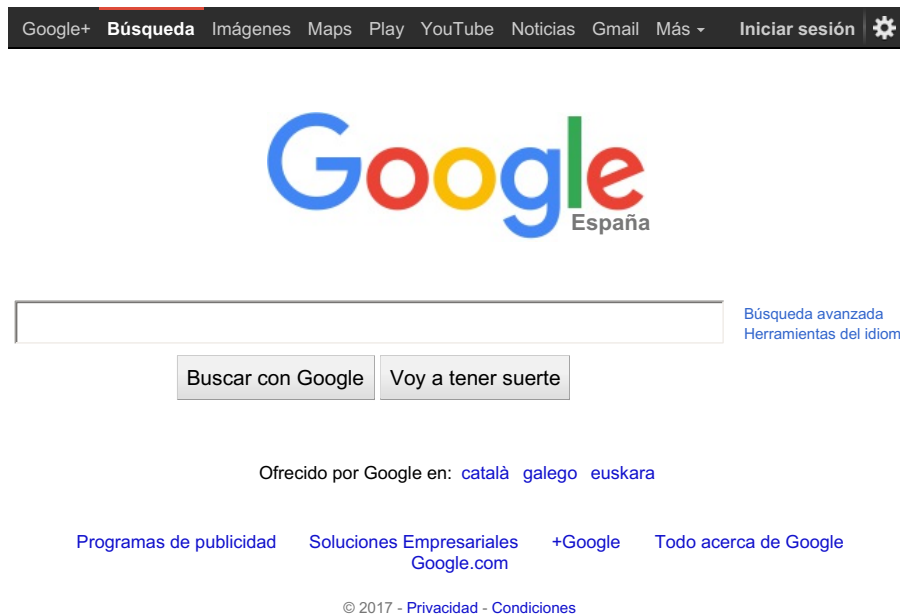 Google+ Búsqueda Imágenes Maps Play YouTube Noticias Gmail Más Iniciar sesión
Google
España
Búsqueda avanzada
Herramientas del idiom
Buscar con Google Voy a tener suerte
Ofrecido por Google en: català galego euskara
Programas de publicidad Soluciones Empresariales +Google Todo acerca de Google
Google.com
© 2017 - Privacidad - Condiciones